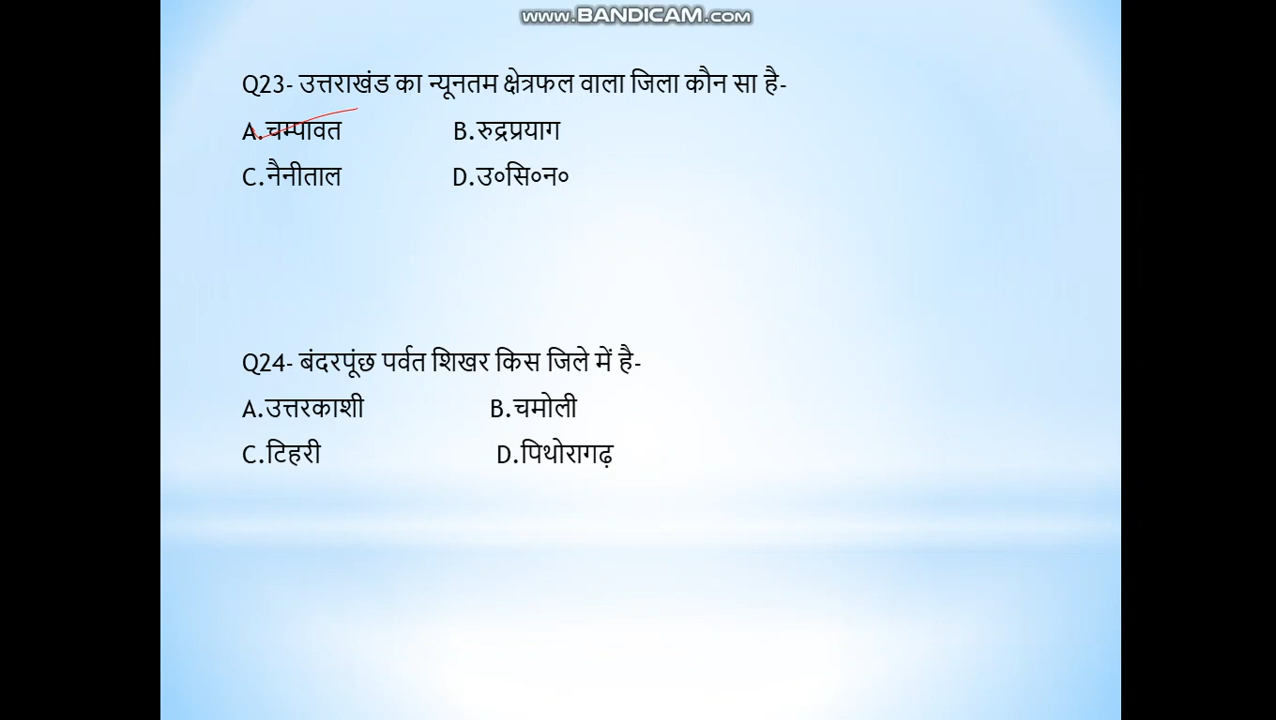 www.BANDICAM.com
Q23- उत्तराखंड का न्यूनतम क्षेत्रफल वाला जिला कौन सा है-
A.चम्पावत B.रुद्रप्रयाग
C.नैनीताल D.उ०सि०न०
Q24- बंदरपूंछ पर्वत शिखर किस जिले में है-
A.उत्तरकाशी B.चमोली
C.टिहरी D.पिथोरागढ़